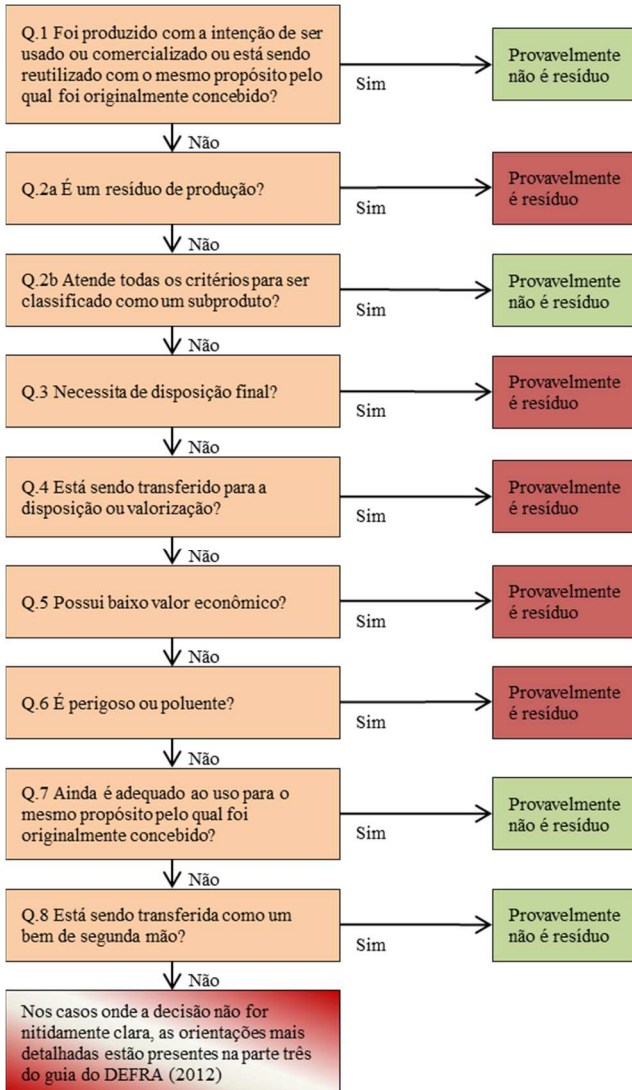 Q.1 Foi produzido com a intenção de ser
usado ou comercializado ou está sendo
reutilizado com o mesmo propósito pelo
qual foi originalmente concebido?
Sim
Provavelmente
não é resíduo
Não
Q.2a É um resíduo de produção?
Sim
Provavelmente
é resíduo
Não
Q.2b Atende todas os critérios para ser
classificado como um subproduto?
Sim
Provavelmente
não é resíduo
Não
Q.3 Necessita de disposição final?
Sim
Provavelmente
é resíduo
Não
Q.4 Está sendo transferido para a
disposição ou valorização?
Sim
Provavelmente
é resíduo
Não
Q.5 Possui baixo valor econômico?
Sim
Provavelmente
é resíduo
Não
Q.6 É perigoso ou poluente?
Sim
Provavelmente
é resíduo
Não
Q.7 Ainda é adequado ao uso para o
mesmo propósito pelo qual foi
originalmente concebido?
Sim
Provavelmente
não é resíduo
Não
Q.8 Está sendo transferida como um
bem de segunda mão?
Sim
Provavelmente
não é resíduo
Não
Nos casos onde a decisão não for
nitidamente clara, as orientações mais
detalhadas estão presentes na parte três
do guia do DEFRA (2012)